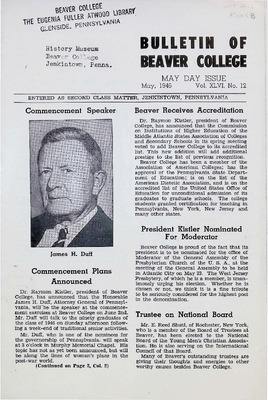 BEAVER COLLEGE
THE EUGENIA FULLER ATWOOD LIBRARY
GLENSIDE, PENNSYLVANIA
History Museum
Beaver College
Jenkintown, Penna.
BULLETIN OF
BEAVER COLLEGE
MAY DAY ISSUE
May, 1946 Vol. XLVI, No. 12
ENTERED AS SECOND CLASS MATTER, JENKINTOWN, PENNSYLVANIA
Commencement Speaker
James H. Duff
Commencement Plans
Announced
Dr. Raymon Kistler, president of Beaver
College, has announced that the Honorable
James H. Duff, Attorney General of Pennsyl-
vania, will be the speaker at the commence-
ment exercises at Beaver College on June 2nd.
Mr. Duff will talk to the ninety graduates of
the class of 1946 on Sunday afternoon follow-
ing a week-end of traditional senior activities.
Mr. Duff, who is one of the nominees for
the governorship of Pennsylvania, will speak
at 3 o'clock in Murphy Memorial Chapel. His
topic has not as yet been announced, but will
be along the lines of woman's place in the
post-war world.
(Continued on Page 3, Col. 2)
Beaver Receives Accreditation
Dr. Raymon Kistler, president of Beaver
College, has announced that the Commission
on Institutions of Higher Education of the
Middle Atlantic States Association of Colleges
and Secondary Schools in its spring meeting
voted to add Beaver College to its accredited
list. This new addition will add additional
prestige to the list of previous recognition.
Beaver College has been a member of the
Association of American Colleges; has the
approval of the Pennsylvania State Depart-
ment of Education; is on the list of the
American Dietetic Association, and is on the
accredited list of the United States Office of
Education for unconditional admission of its
graduates to graduate schools. The college
students granted certification for teaching in
Pennsylvania, New York, New Jersey and
many other states.
President Kistler Nominated
For Moderator
Beaver College is proud of the fact that its
president is to be nominated for the office of
Moderator of the General Assembly of the
Presbyterian Church of the U. S. A. at the
meeting of the General Assembly to be held
in Atlantic City on May 23. The West Jersey
Presbytery, of which he is a member, is unan-
imously urging his election. Whether he is
chosen or not, we think it is a fine tribute
to be seriously considered for the highest post
in the denomination.
Trustee on National Board
Mr. E. Reed Shutt, of Rochester, New York,
who is a member of the Board of Trustees of
Beaver, has been elected to the National
Board of the Young Men's Christian Associa-
tion. He is also serving on the International
Council of that Board.
Many of Beaver's outstanding trustees are
giving their thoughts and energies to other
worthy causes besides Beaver College.